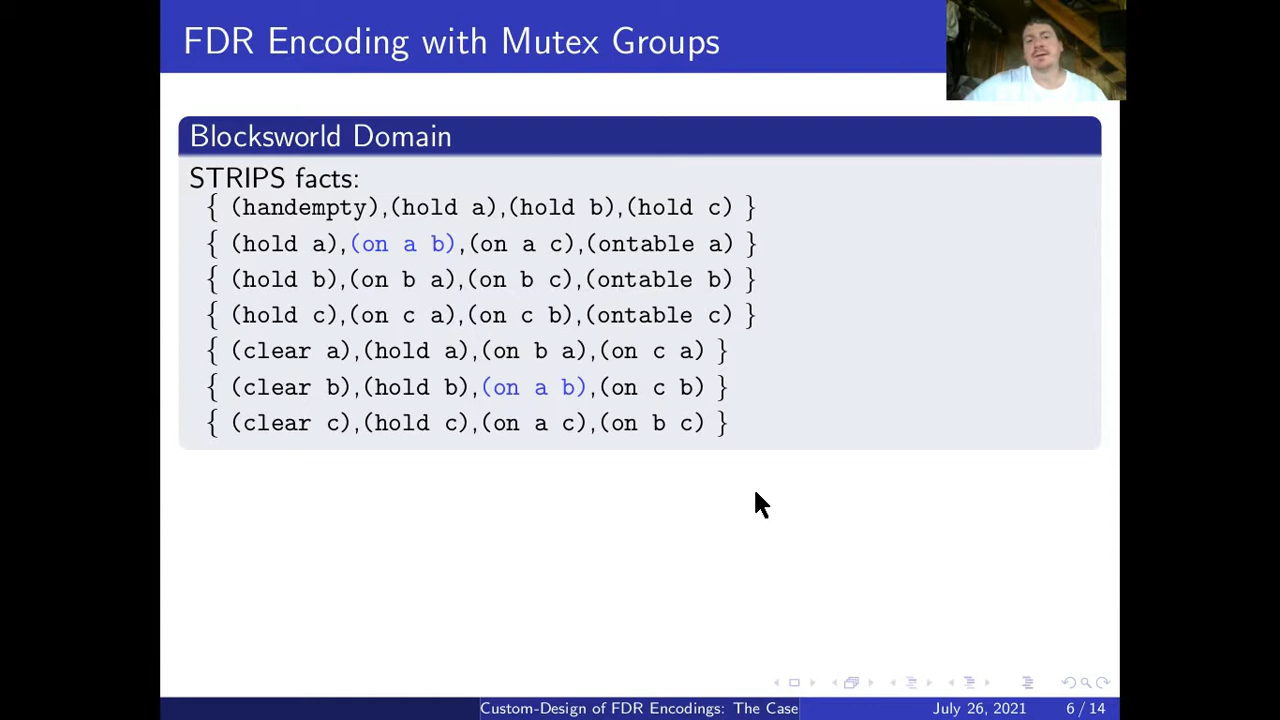 FDR Encoding with Mutex Groups
Blocksworld Domain
STRIPS facts:
{ (handempty),(hold a),(hold b),(hold c) }
{ (hold a),(on a b),(on a c),(ontable a) }
{ (hold b),(on b a),(on b c),(ontable b) }
{ (hold c),(on c a),(on c b),(ontable c) }
{ (clear a),(hold a),(on b a),(on c a) }
{ (clear b),(hold b),(on a b),(on c b) }
{ (clear c),(hold c),(on a c),(on b c) }
Custom-Design of FDR Encodings: The Case July 26, 2021 6 / 14